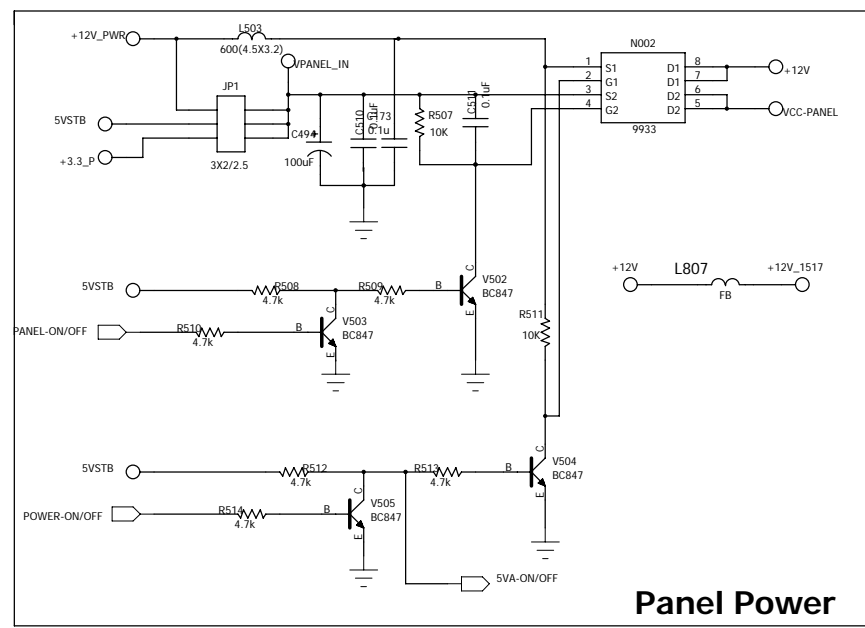 L503
+12V_PWR
600(4.5X3.2)
N002
VPANEL_IN
1 S1 D1 8 +12V
2 G1 D1 7
JP1
3 S2 D2 6
4 G2 D2 5 VCC-PANEL
9933
5VSTB
+3.3_P
3X2/2.5
C494
+
100uF
C510
0.1uF
C173
0.1u
R507
10K
C511
0.1uF
5VSTB
R508
4.7k
R509
4.7k
B
C
E
V502
BC847
+12V
L807
FB
+12V_1517
PANEL-ON/OFF
R510
4.7k
B
C
E
V503
BC847
R511
10K
5VSTB
R512
4.7k
R513
4.7k
B
C
E
V504
BC847
POWER-ON/OFF
R514
4.7k
B
C
E
V505
BC847
5VA-ON/OFF
Panel Power